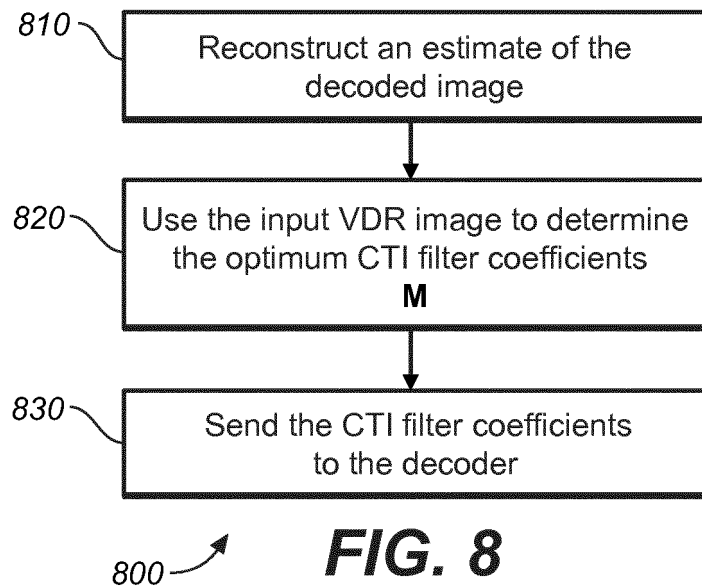 810
Reconstruct an estimate of the
decoded image
820
Use the input VDR image to determine
the optimum CTI filter coefficients
M
830
Send the CTI filter coefficients
to the decoder
800
FIG. 8